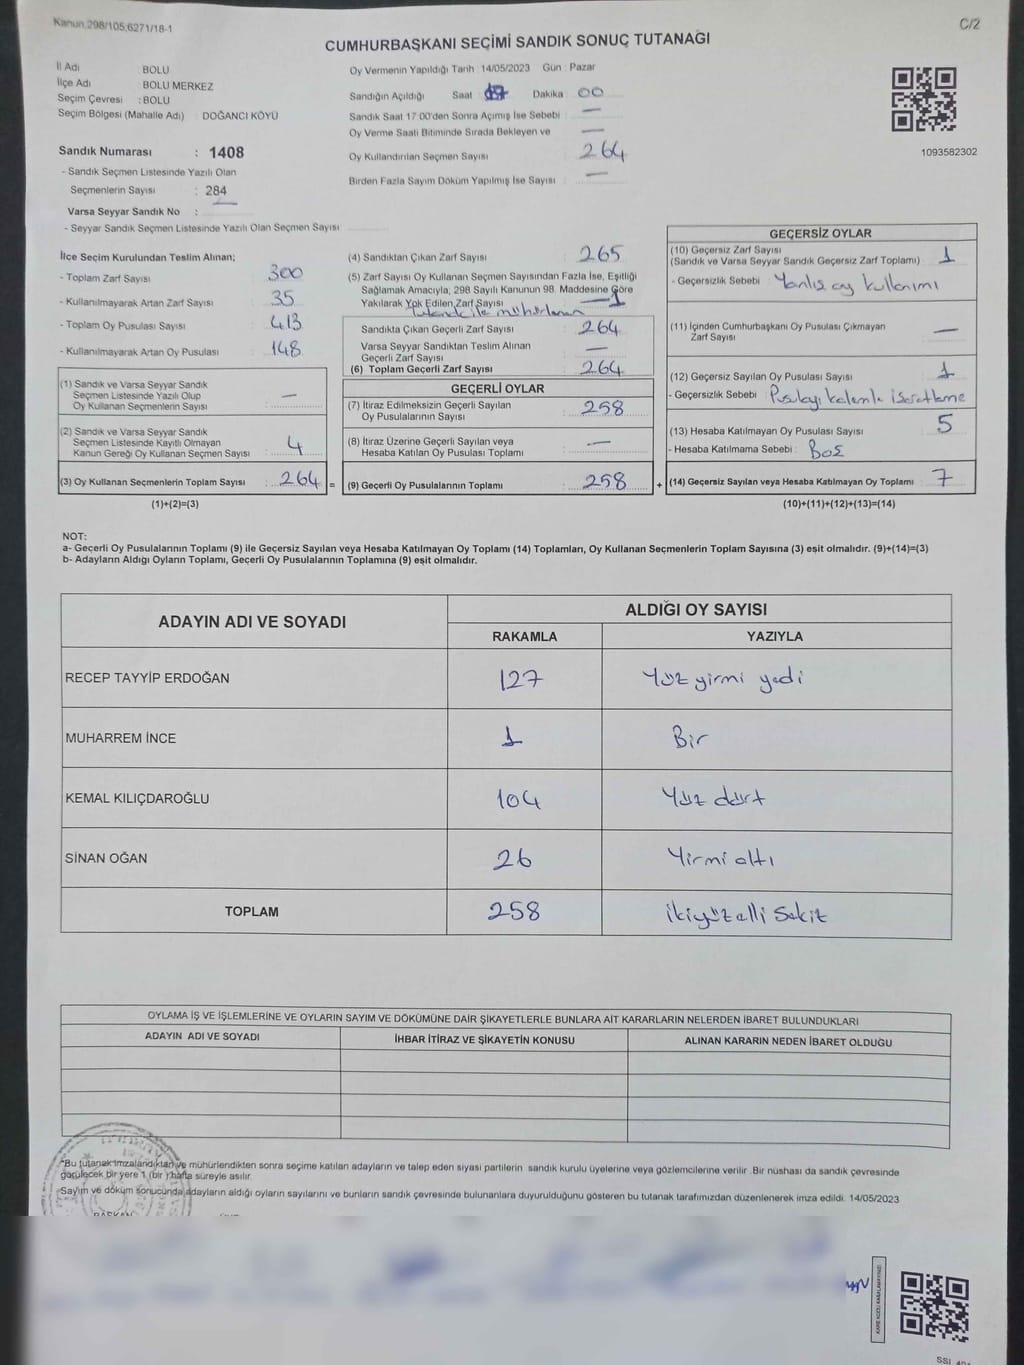 Kanun 298/105;6271/18-1
C/2
CUMHURBAŞKANI SEÇİMİ SANDIK SONUÇ TUTANAĞI
İl Adı BOLU
İlçe Adı BOLU MERKEZ
Seçim Çevresi : BOLU
Seçim Bölgesi (Mahalle Adı) : DOĞANCI KÖYÜ
Sandık Numarası : 1408
- Sandık Seçmen Listesinde Yazılı Olan
Seçmenlerin Sayısı : 284
Varsa Seyyar Sandık No :
- Seyyar Sandık Seçmen Listesinde Yazılı Olan Seçmen Sayısı
Oy Vermenin Yapıldığı Tarih :14/05/2023 Gün : Pazar
Sandığın Açıldığı Saat Dakika 00
Sandık Saat 17:00'den Sonra Açımış İse Sebebi : —
Oy Verme Saati Bitiminde Sırada Bekleyen ve —
Oy Kullandırılan Seçmen Sayısı : 264
Birden Fazla Sayım Döküm Yapılmış İse Sayısı : —
1093582302
İlçe Seçim Kurulundan Teslim Alınan;
- Toplam Zarf Sayısı : 300
- Kullanılmayarak Artan Zarf Sayısı : 35
- Toplam Oy Pusulası Sayısı : 413
- Kullanılmayarak Artan Oy Pusulası : 148
(1) Sandık ve Varsa Seyyar Sandık
Seçmen Listesinde Yazılı Olup
Oy Kullanan Seçmenlerin Sayısı : —
(2) Sandık ve Varsa Seyyar Sandık
Seçmen Listesinde Kayıtlı Olmayan
Kanun Gereği Oy Kullanan Seçmen Sayısı : 4
(3) Oy Kullanan Seçmenlerin Toplam Sayısı : 264 =
(1)+(2)=(3)
(4) Sandıktan Çıkan Zarf Sayısı : 265
(5) Zarf Sayısı Oy Kullanan Seçmen Sayısından Fazla İse, Eşitliği
Sağlamak Amacıyla, 298 Sayılı Kanunun 98. Maddesine Göre
Yakılarak Yok Edilen Zarf Sayısı — 1
Tutanak ile mühürlenen
Sandıkta Çıkan Geçerli Zarf Sayısı : 264
Varsa Seyyar Sandıktan Teslim Alınan
Geçerli Zarf Sayısı : —
(6) Toplam Geçerli Zarf Sayısı : 264
GEÇERLİ OYLAR
(7) İtiraz Edilmeksizin Geçerli Sayılan
Oy Pusulalarının Sayısı : 258
(8) İtiraz Üzerine Geçerli Sayılan veya
Hesaba Katılan Oy Pusulası Toplamı : —
(9) Geçerli Oy Pusulalarının Toplamı : 258 +
GEÇERSİZ OYLAR
(10) Geçersiz Zarf Sayısı
(Sandık ve Varsa Seyyar Sandık Geçersiz Zarf Toplamı) : 1
- Geçersizlik Sebebi : Yanlış oy kullanımı
(11) İçinden Cumhurbaşkanı Oy Pusulası Çıkmayan
Zarf Sayısı —
(12) Geçersiz Sayılan Oy Pusulası Sayısı : 1
- Geçersizlik Sebebi : Pusulayı kalemle işaretleme
(13) Hesaba Katılmayan Oy Pusulası Sayısı : 5
- Hesaba Katılmama Sebebi : Boş
(14) Geçersiz Sayılan veya Hesaba Katılmayan Oy Toplamı : 7
(10)+(11)+(12)+(13)=(14)
NOT:
a- Geçerli Oy Pusulalarının Toplamı (9) ile Geçersiz Sayılan veya Hesaba Katılmayan Oy Toplamı (14) Toplamları, Oy Kullanan Seçmenlerin Toplam Sayısına (3) eşit olmalıdır. (9)+(14)=(3)
b- Adayların Aldığı Oyların Toplamı, Geçerli Oy Pusulalarının Toplamına (9) eşit olmalıdır.
ADAYIN ADI VE SOYADI ALDIĞI OY SAYISI
RAKAMLA YAZIYLA
RECEP TAYYİP ERDOĞAN 127 Yüz yirmi yedi
MUHARREM İNCE 1 Bir
KEMAL KILIÇDAROĞLU 104 Yüz dört
SİNAN OĞAN 26 Yirmi altı
TOPLAM 258 ikiyüz elli sekiz
OYLAMA İŞ VE İŞLEMLERİNE VE OYLARIN SAYIM VE DÖKÜMÜNE DAİR ŞİKAYETLERLE BUNLARA AİT KARARLARIN NELERDEN İBARET BULUNDUKLARI
ADAYIN ADI VE SOYADI İHBAR İTİRAZ VE ŞİKAYETİN KONUSU ALINAN KARARIN NEDEN İBARET OLDUĞU
*Bu tutanak imzalandıktan ve mühürlendikten sonra seçime katılan adayların ve talep eden siyasi partilerin sandık kurulu üyelerine veya gözlemcilerine verilir. Bir nüshası da sandık çevresinde
görülecek bir yere 1 (bir ) hafta süreyle asılır.
Sayım ve döküm sonucunda adayların aldığı oyların sayılarını ve bunların sandık çevresinde bulunanlara duyurulduğunu gösteren bu tutanak tarafımızdan düzenlenerek imza edildi. 14/05/2023
BAŞKAN